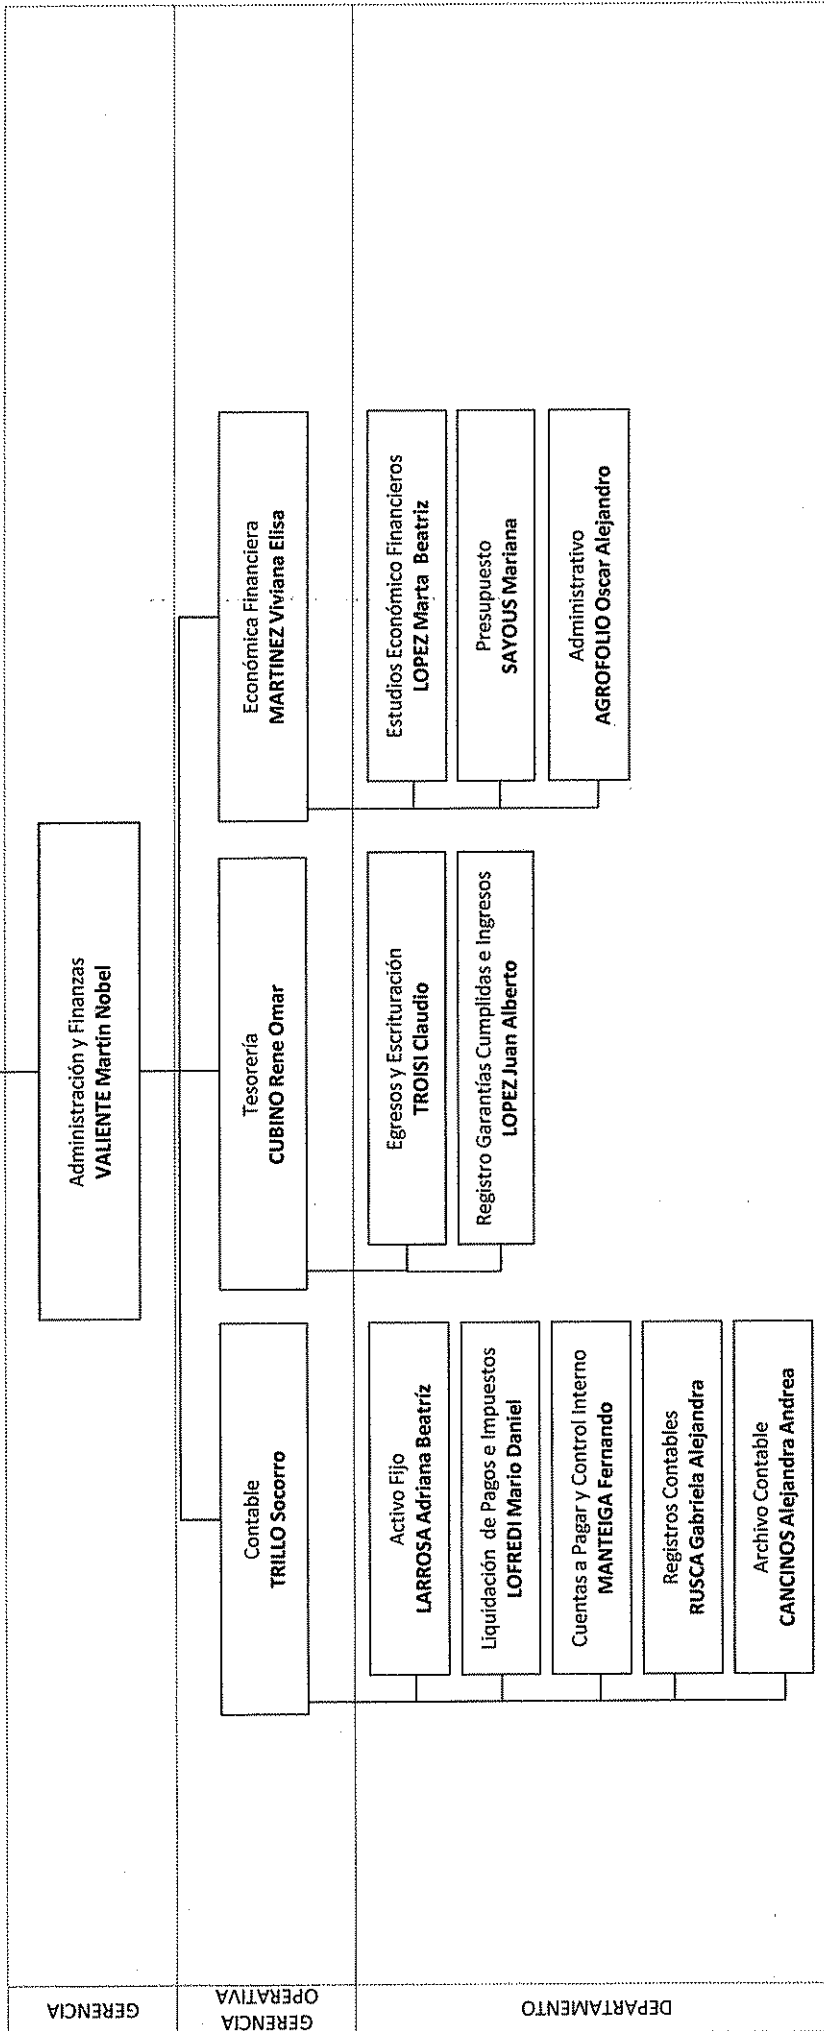 GERENCIA
Administración y Finanzas
VALIENTE Martín Nobel
GERENCIA
OPERATIVA
Contable
TRILLO Socorro
Tesorería
CUBINO Rene Omar
Económica Financiera
MARTINEZ Viviana Elisa
DEPARTAMENTO
Activo Fijo
LARROSA Adriana Beatríz
Liquidación de Pagos e Impuestos
LOFREDI Mario Daniel
Cuentas a Pagar y Control Interno
MANTEIGA Fernando
Registros Contables
RUSCA Gabriela Alejandra
Archivo Contable
CANCINOS Alejandra Andrea
Egresos y Escrituración
TROISI Claudio
Registro Garantías Cumplidas e Ingresos
LOPEZ Juan Alberto
Estudios Económico Financieros
LOPEZ Marta Beatriz
Presupuesto
SAYOUS Mariana
Administrativo
AGROFOLIO Oscar Alejandro